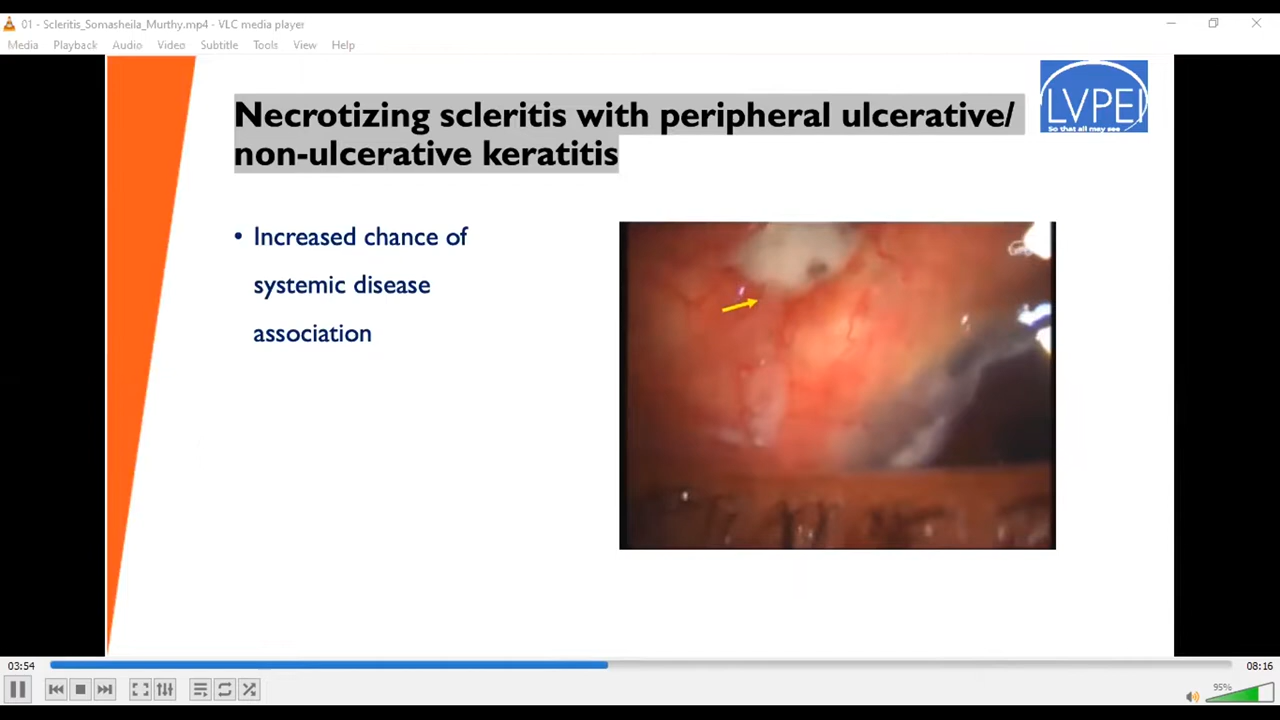 01 - Scleritis_Somasheila_Murthy.mp4 - VLC media player
Media Playback Audio Video Subtitle Tools View Help
Necrotizing scleritis with peripheral ulcerative/
non-ulcerative keratitis
LVPEI
So that all may see
• Increased chance of
systemic disease
association
03:54
08:16
95%